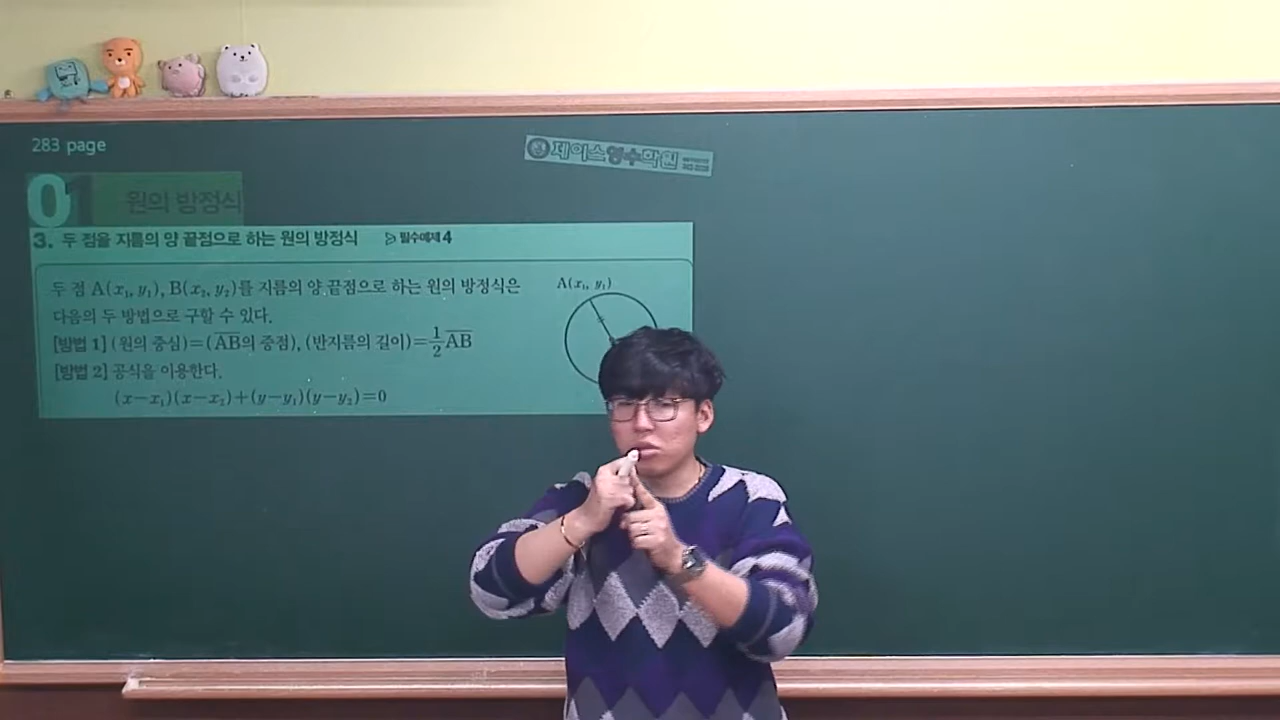 283 page
제이스영수학원
0
원의 방정식
3. 두 점을 지름의 양 끝점으로 하는 원의 방정식 ▷ 필수예제 4
두 점 A(x₁, y₁), B(x₂, y₂)를 지름의 양 끝점으로 하는 원의 방정식은
다음의 두 방법으로 구할 수 있다.
[방법 1] (원의 중심)=(A̅B̅의 중점), (반지름의 길이)=½A̅B̅
[방법 2] 공식을 이용한다.
(x−x₁)(x−x₂)+(y−y₁)(y−y₂)=0
A(x₁, y₁)